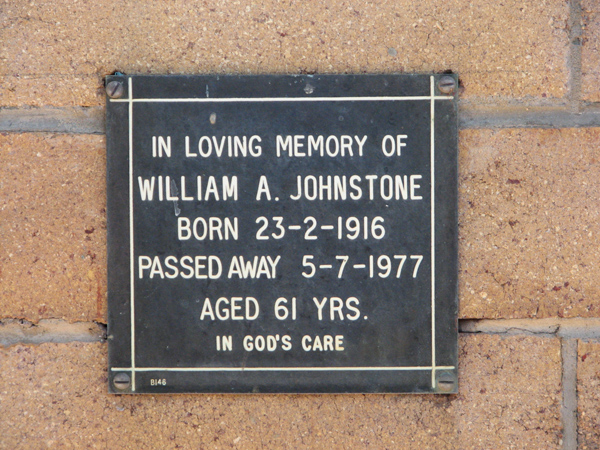 IN LOVING MEMORY OF
WILLIAM A. JOHNSTONE
BORN 23-2-1916
PASSED AWAY 5-7-1977
AGED 61 YRS.
IN GOD'S CARE
B146